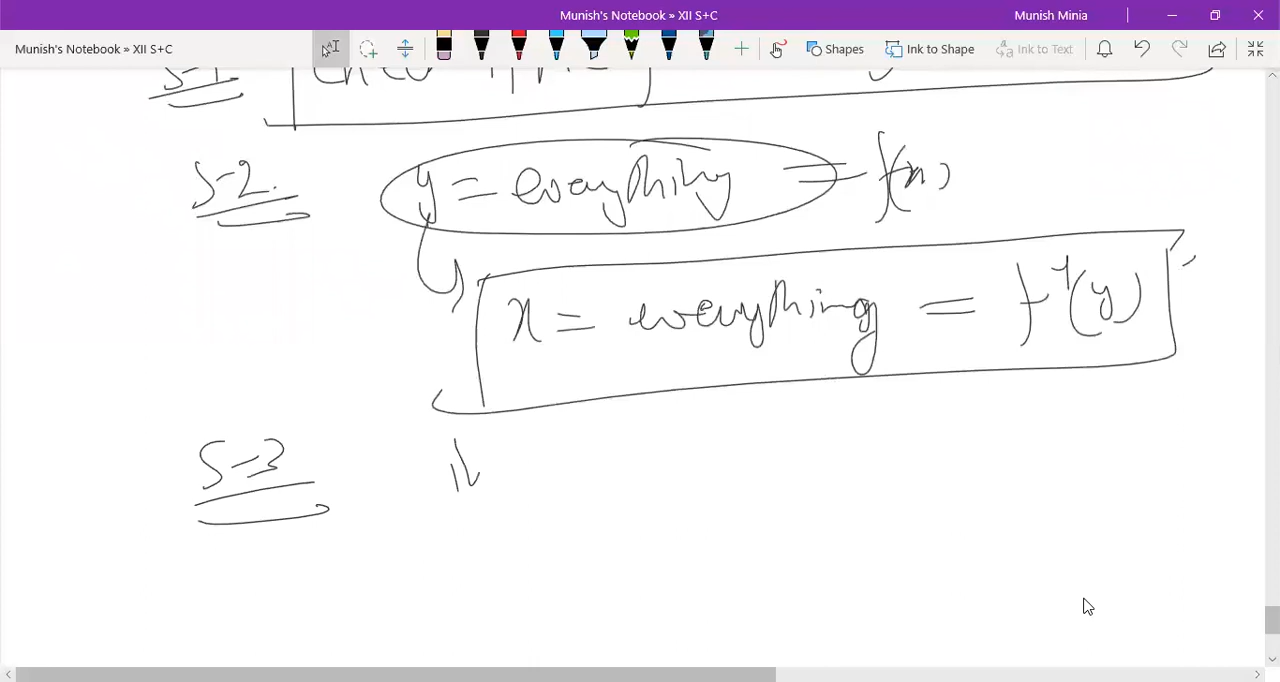 Munish's Notebook » XII S+C
Munish Minia
Munish's Notebook » XII S+C
Shapes
Ink to Shape
Ink to Text
S-1
S-2.
y = everything = f(x)
x = everything = f⁻¹(y)
S-3